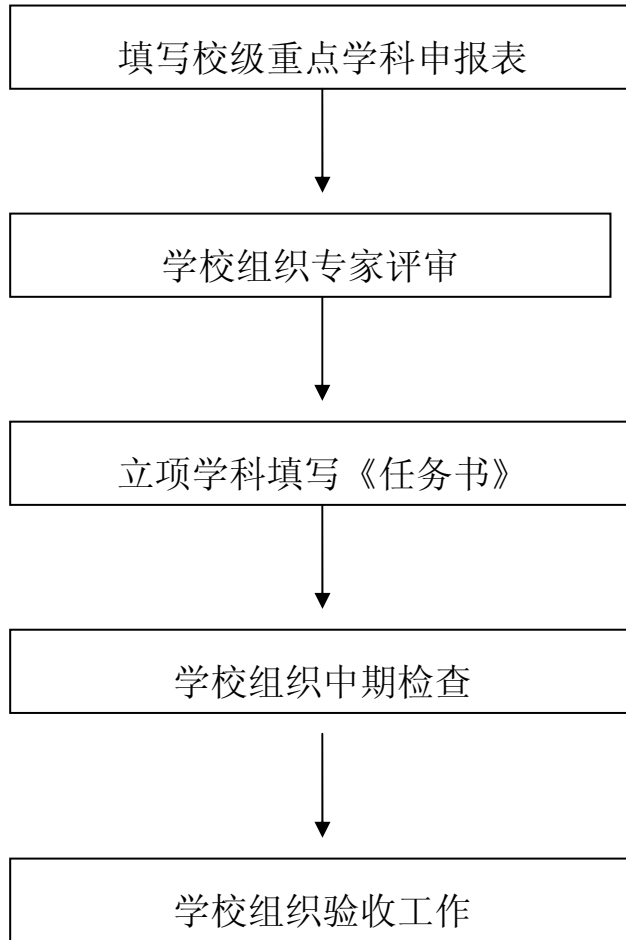 填写校级重点学科申报表
学校组织专家评审
立项学科填写《任务书》
学校组织中期检查
学校组织验收工作